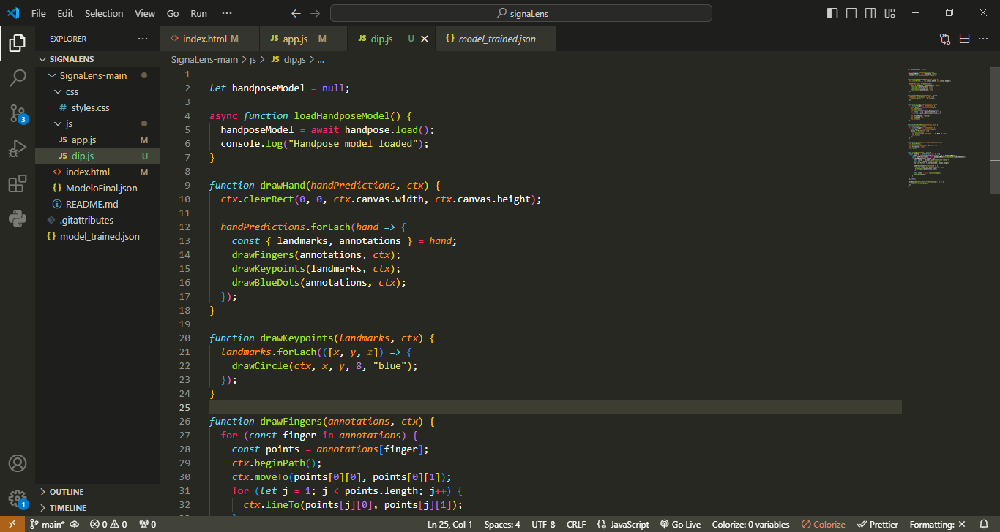 File Edit Selection View Go Run ···
signaLens
EXPLORER ···
SIGNALENS
SignaLens-main
css
# styles.css
js
JS app.js M
JS dip.js U
<> index.html M
{} ModeloFinal.json
README.md
.gitattributes
{} model_trained.json
OUTLINE
TIMELINE
3
1
<> index.html M
JS app.js M
JS dip.js U
{} model_trained.json
SignaLens-main > js > JS dip.js > ...
1
2 let handposeModel = null;
3
4 async function loadHandposeModel() {
5 handposeModel = await handpose.load();
6 console.log("Handpose model loaded");
7 }
8
9 function drawHand(handPredictions, ctx) {
10 ctx.clearRect(0, 0, ctx.canvas.width, ctx.canvas.height);
11
12 handPredictions.forEach(hand => {
13 const { landmarks, annotations } = hand;
14 drawFingers(annotations, ctx);
15 drawKeypoints(landmarks, ctx);
16 drawBlueDots(annotations, ctx);
17 });
18 }
19
20 function drawKeypoints(landmarks, ctx) {
21 landmarks.forEach(([x, y, z]) => {
22 drawCircle(ctx, x, y, 8, "blue");
23 });
24 }
25
26 function drawFingers(annotations, ctx) {
27 for (const finger in annotations) {
28 const points = annotations[finger];
29 ctx.beginPath();
30 ctx.moveTo(points[0][0], points[0][1]);
31 for (let j = 1; j < points.length; j++) {
32 ctx.lineTo(points[j][0], points[j][1]);
main* 0 0 0 Ln 25, Col 1 Spaces: 4 UTF-8 CRLF {} JavaScript Go Live Colorize: 0 variables Colorize Prettier Formatting: ×